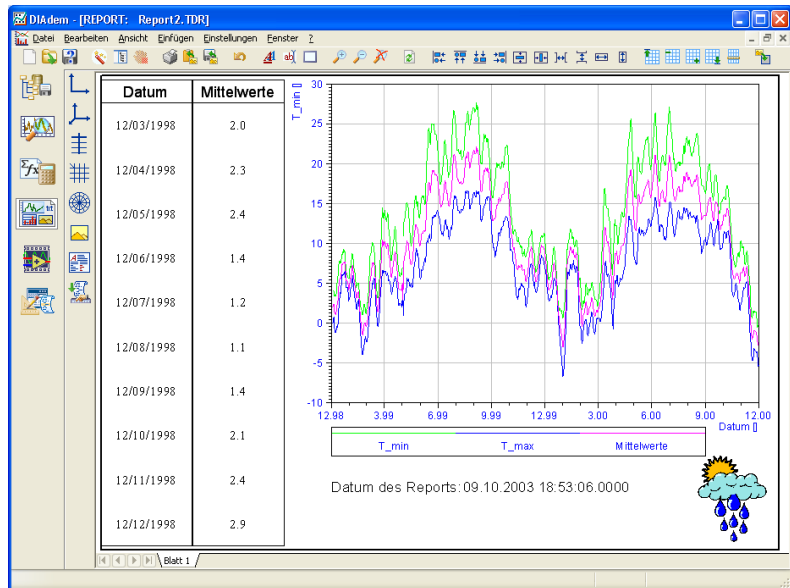 DIAdem - [REPORT:   Report2.TDR]
Datei Bearbeiten Ansicht Einfügen Einstellungen Fenster ?
Datum Mittelwerte
12/03/1998 2.0
12/04/1998 2.3
12/05/1998 2.4
12/06/1998 1.4
12/07/1998 1.2
12/08/1998 1.1
12/09/1998 1.4
12/10/1998 2.1
12/11/1998 2.4
12/12/1998 2.9
T_min []
30
25
20
15
10
5
0
-5
-10
12.98 3.99 6.99 9.99 12.99 3.00 6.00 9.00 12.00
Datum []
T_min T_max Mittelwerte
Datum des Reports: 09.10.2003 18:53:06.0000
Blatt 1